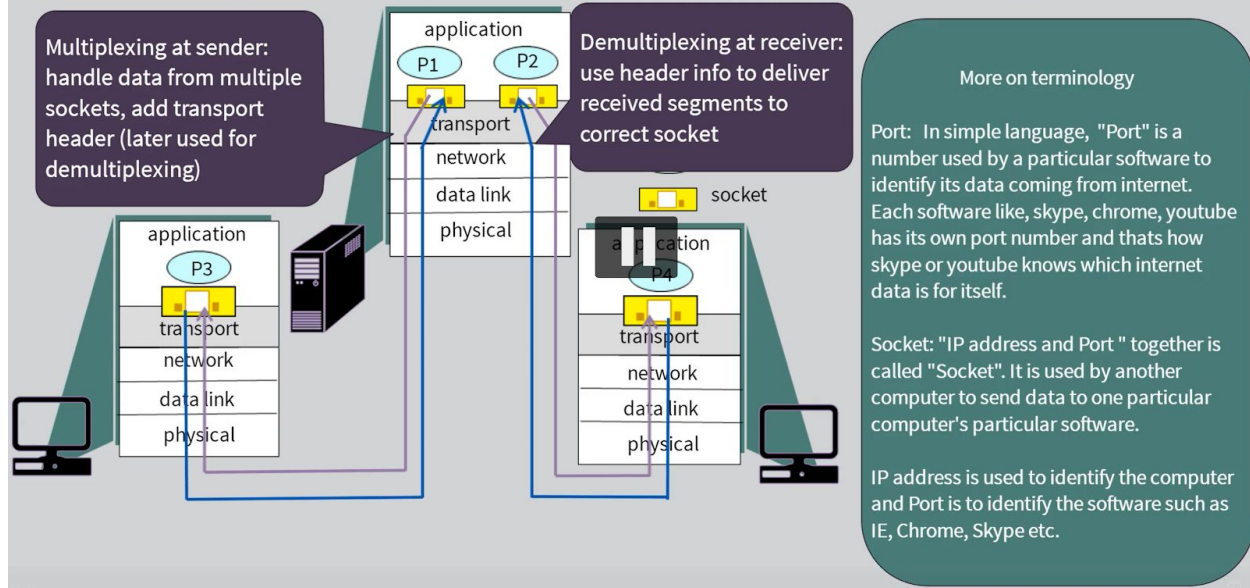 Multiplexing at sender:
handle data from multiple
sockets, add transport
header (later used for
demultiplexing)
application
P1
P2
transport
network
data link
physical
Demultiplexing at receiver:
use header info to deliver
received segments to
correct socket
socket
application
P3
transport
network
data link
physical
P4
transport
network
data link
physical
More on terminology
Port: In simple language, "Port" is a
number used by a particular software to
identify its data coming from internet.
Each software like, skype, chrome, youtube
has its own port number and thats how
skype or youtube knows which internet
data is for itself.
Socket: "IP address and Port " together is
called "Socket". It is used by another
computer to send data to one particular
computer's particular software.
IP address is used to identify the computer
and Port is to identify the software such as
IE, Chrome, Skype etc.